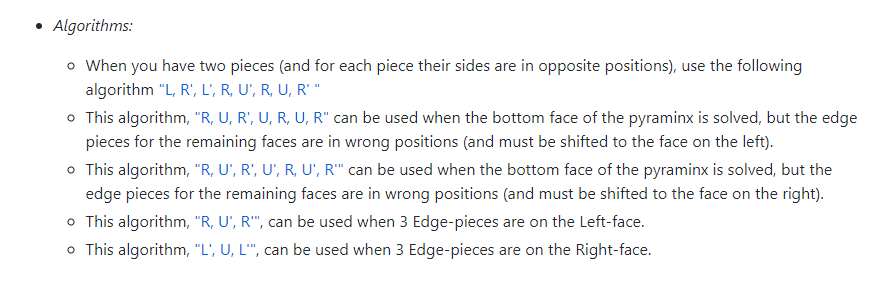 • Algorithms:
○ When you have two pieces (and for each piece their sides are in opposite positions), use the following
algorithm "L, R', L', R, U', R, U, R' "
○ This algorithm, "R, U, R', U, R, U, R" can be used when the bottom face of the pyraminx is solved, but the edge
pieces for the remaining faces are in wrong positions (and must be shifted to the face on the left).
○ This algorithm, "R, U', R', U', R, U', R'" can be used when the bottom face of the pyraminx is solved, but the
edge pieces for the remaining faces are in wrong positions (and must be shifted to the face on the right).
○ This algorithm, "R, U', R'", can be used when 3 Edge-pieces are on the Left-face.
○ This algorithm, "L', U, L'", can be used when 3 Edge-pieces are on the Right-face.